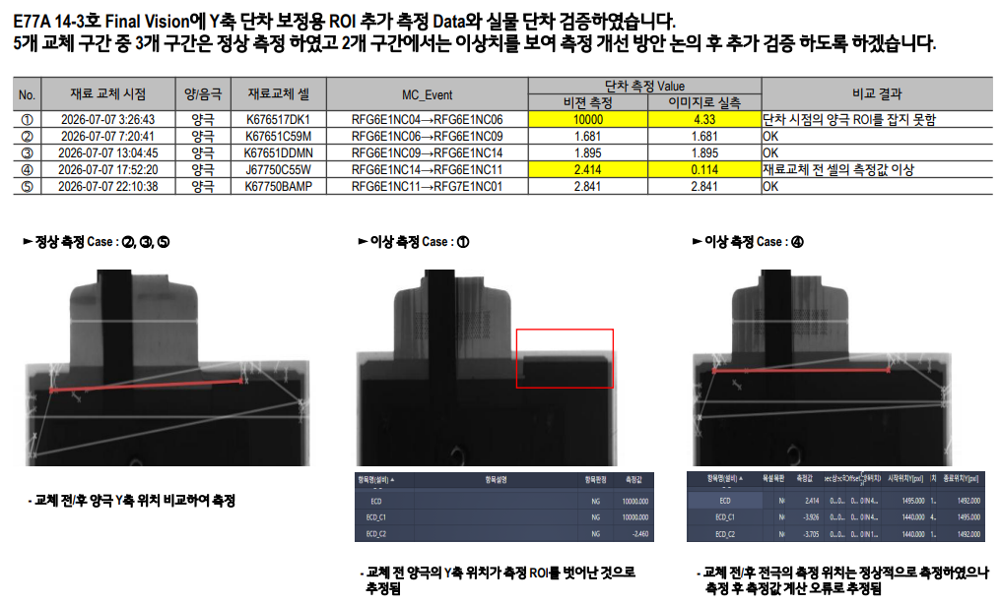 E77A 14-3호 Final Vision에 Y축 단차 보정용 ROI 추가 측정 Data와 실물 단차 검증하였습니다.
5개 교체 구간 중 3개 구간은 정상 측정 하였고 2개 구간에서는 이상치를 보여 측정 개선 방안 논의 후 추가 검증 하도록 하겠습니다.
No. 재료 교체 시점 양/음극 재료교체 셀 MC_Event 단차 측정 Value 비교 결과
비젼 측정 이미지로 실측
① 2026-07-07 3:26:43 양극 K676517DK1 RFG6E1NC04→RFG6E1NC06 10000 4.33 단차 시점의 양극 ROI를 잡지 못함
② 2026-07-07 7:20:41 양극 K67651C59M RFG6E1NC06→RFG6E1NC09 1.681 1.681 OK
③ 2026-07-07 13:04:45 양극 K67651DDMN RFG6E1NC09→RFG6E1NC14 1.895 1.895 OK
④ 2026-07-07 17:52:20 양극 J67750C55W RFG6E1NC14→RFG6E1NC11 2.414 0.114 재료교체 전 셀의 측정값 이상
⑤ 2026-07-07 22:10:38 양극 K67750BAMP RFG6E1NC11→RFG7E1NC01 2.841 2.841 OK
► 정상 측정 Case : ②, ③, ⑤
► 이상 측정 Case : ①
► 이상 측정 Case : ④
- 교체 전/후 양극 Y축 위치 비교하여 측정
항목명(설비) 항목설명 항목판정 측정값
ECD NG 10000.000
ECD_C1 NG 10000.000
ECD_C2 NG -2.460
- 교체 전 양극의 Y축 위치가 측정 ROI를 벗어난 것으로
추정됨
항목명(설비) 측정값 시작위치Y[pxl] 종료위치Y[pxl]
ECD 2.414 1495.000 1492.000
ECD_C1 -3.926 1440.000 1495.000
ECD_C2 -3.705 1440.000 1492.000
- 교체 전/후 전극의 측정 위치는 정상적으로 측정하였으나
측정 후 측정값 계산 오류로 추정됨